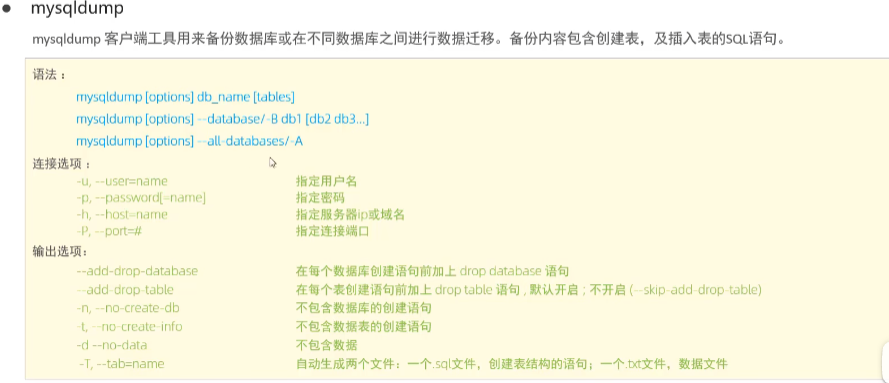 mysqldump
mysqldump 客户端工具用来备份数据库或在不同数据库之间进行数据迁移。备份内容包含创建表，及插入表的SQL语句。
语法：
mysqldump [options] db_name [tables]
mysqldump [options] --database/-B db1 [db2 db3...]
mysqldump [options] --all-databases/-A
连接选项：
-u, --user=name 指定用户名
-p, --password[=name] 指定密码
-h, --host=name 指定服务器ip或域名
-P, --port=# 指定连接端口
输出选项：
--add-drop-database 在每个数据库创建语句前加上 drop database 语句
--add-drop-table 在每个表创建语句前加上 drop table 语句 , 默认开启 ; 不开启 (--skip-add-drop-table)
-n, --no-create-db 不包含数据库的创建语句
-t, --no-create-info 不包含数据表的创建语句
-d --no-data 不包含数据
-T, --tab=name 自动生成两个文件：一个.sql文件，创建表结构的语句；一个.txt文件，数据文件